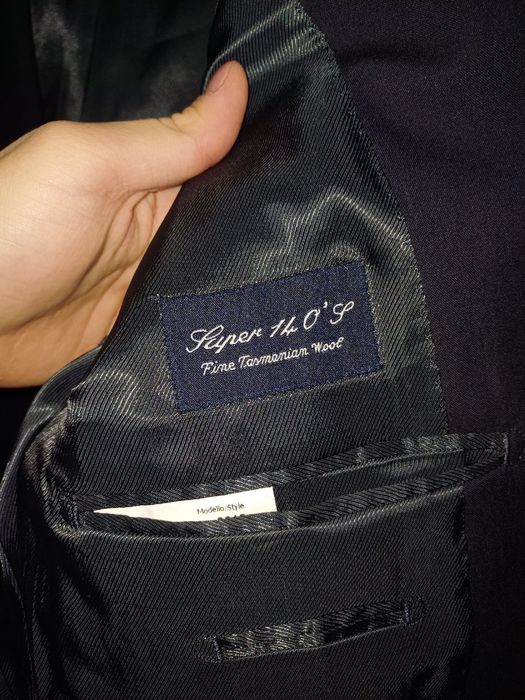 Super 140'S
Fine Tasmanian Wool
Modello/Style